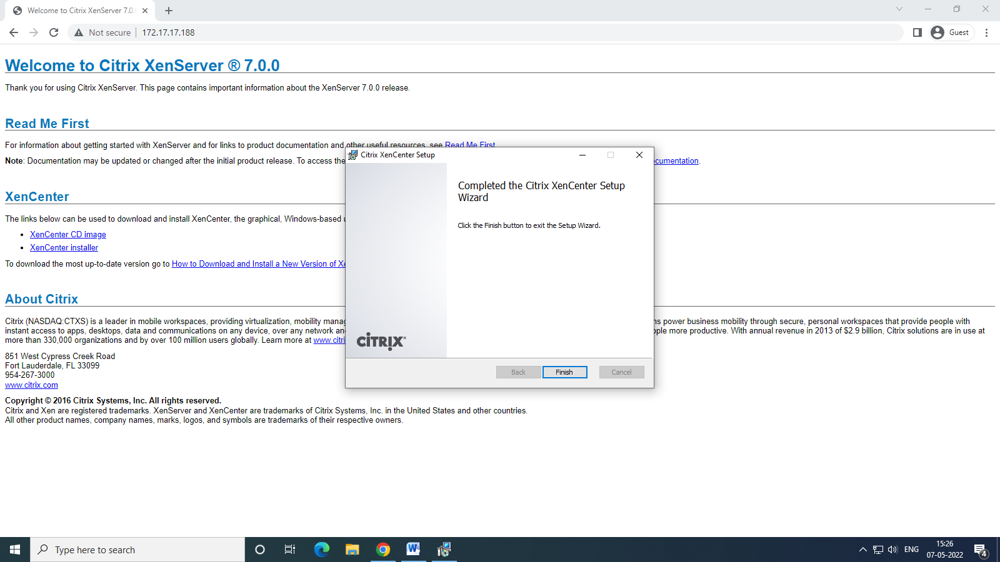 Welcome to Citrix XenServer 7.0.
Not secure
172.17.17.188
Guest
Welcome to Citrix XenServer ® 7.0.0
Thank you for using Citrix XenServer. This page contains important information about the XenServer 7.0.0 release.
Read Me First
For information about getting started with XenServer and for links to product documentation and other useful resources, see Read Me First
Note: Documentation may be updated or changed after the initial product release. To access the
cumentation.
XenCenter
The links below can be used to download and install XenCenter, the graphical, Windows-based
• XenCenter CD image
• XenCenter installer
To download the most up-to-date version go to How to Download and Install a New Version of Xe
About Citrix
Citrix (NASDAQ:CTXS) is a leader in mobile workspaces, providing virtualization, mobility manag
ns power business mobility through secure, personal workspaces that provide people with
instant access to apps, desktops, data and communications on any device, over any network an
ople more productive. With annual revenue in 2013 of $2.9 billion, Citrix solutions are in use at
more than 330,000 organizations and by over 100 million users globally. Learn more at www.citri
851 West Cypress Creek Road
Fort Lauderdale, FL 33099
954-267-3000
www.citrix.com
Copyright © 2016 Citrix Systems, Inc. All rights reserved.
Citrix and Xen are registered trademarks. XenServer and XenCenter are trademarks of Citrix Systems, Inc. in the United States and other countries.
All other product names, company names, marks, logos, and symbols are trademarks of their respective owners.
Citrix XenCenter Setup
Completed the Citrix XenCenter Setup
Wizard
Click the Finish button to exit the Setup Wizard.
CITRIX®
Back
Finish
Cancel
Type here to search
ENG
15:26
07-05-2022
4